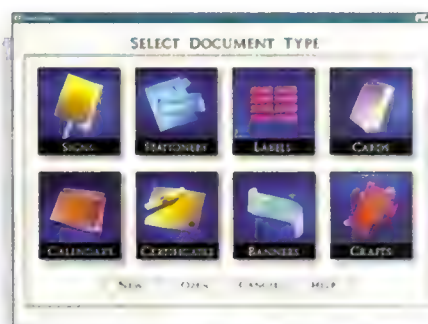 SELECT DOCUMENT TYPE
SIGNS STATIONERY LABELS CARDS
CALENDARS CERTIFICATES BANNERS CRAFTS
NEW OPEN CANCEL HELP